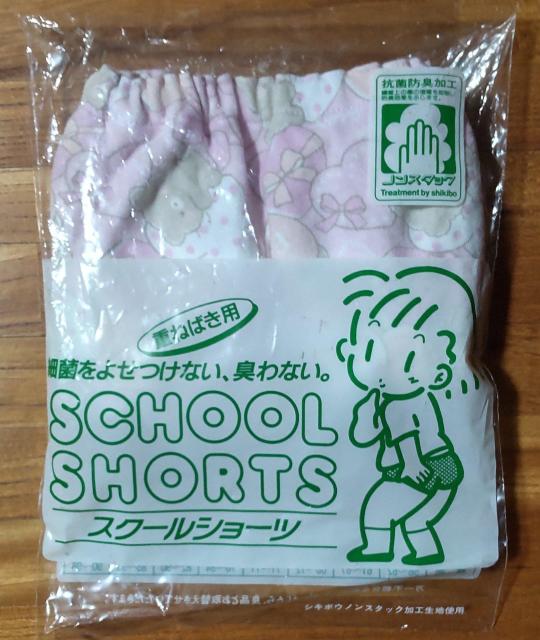 抗菌防臭加工
ノンスタック
Treatment by shikibo
重ねばき用
細菌をよせつけない、臭わない。
SCHOOL
SHORTS
スクールショーツ
シキボウノンスタック加工生地使用